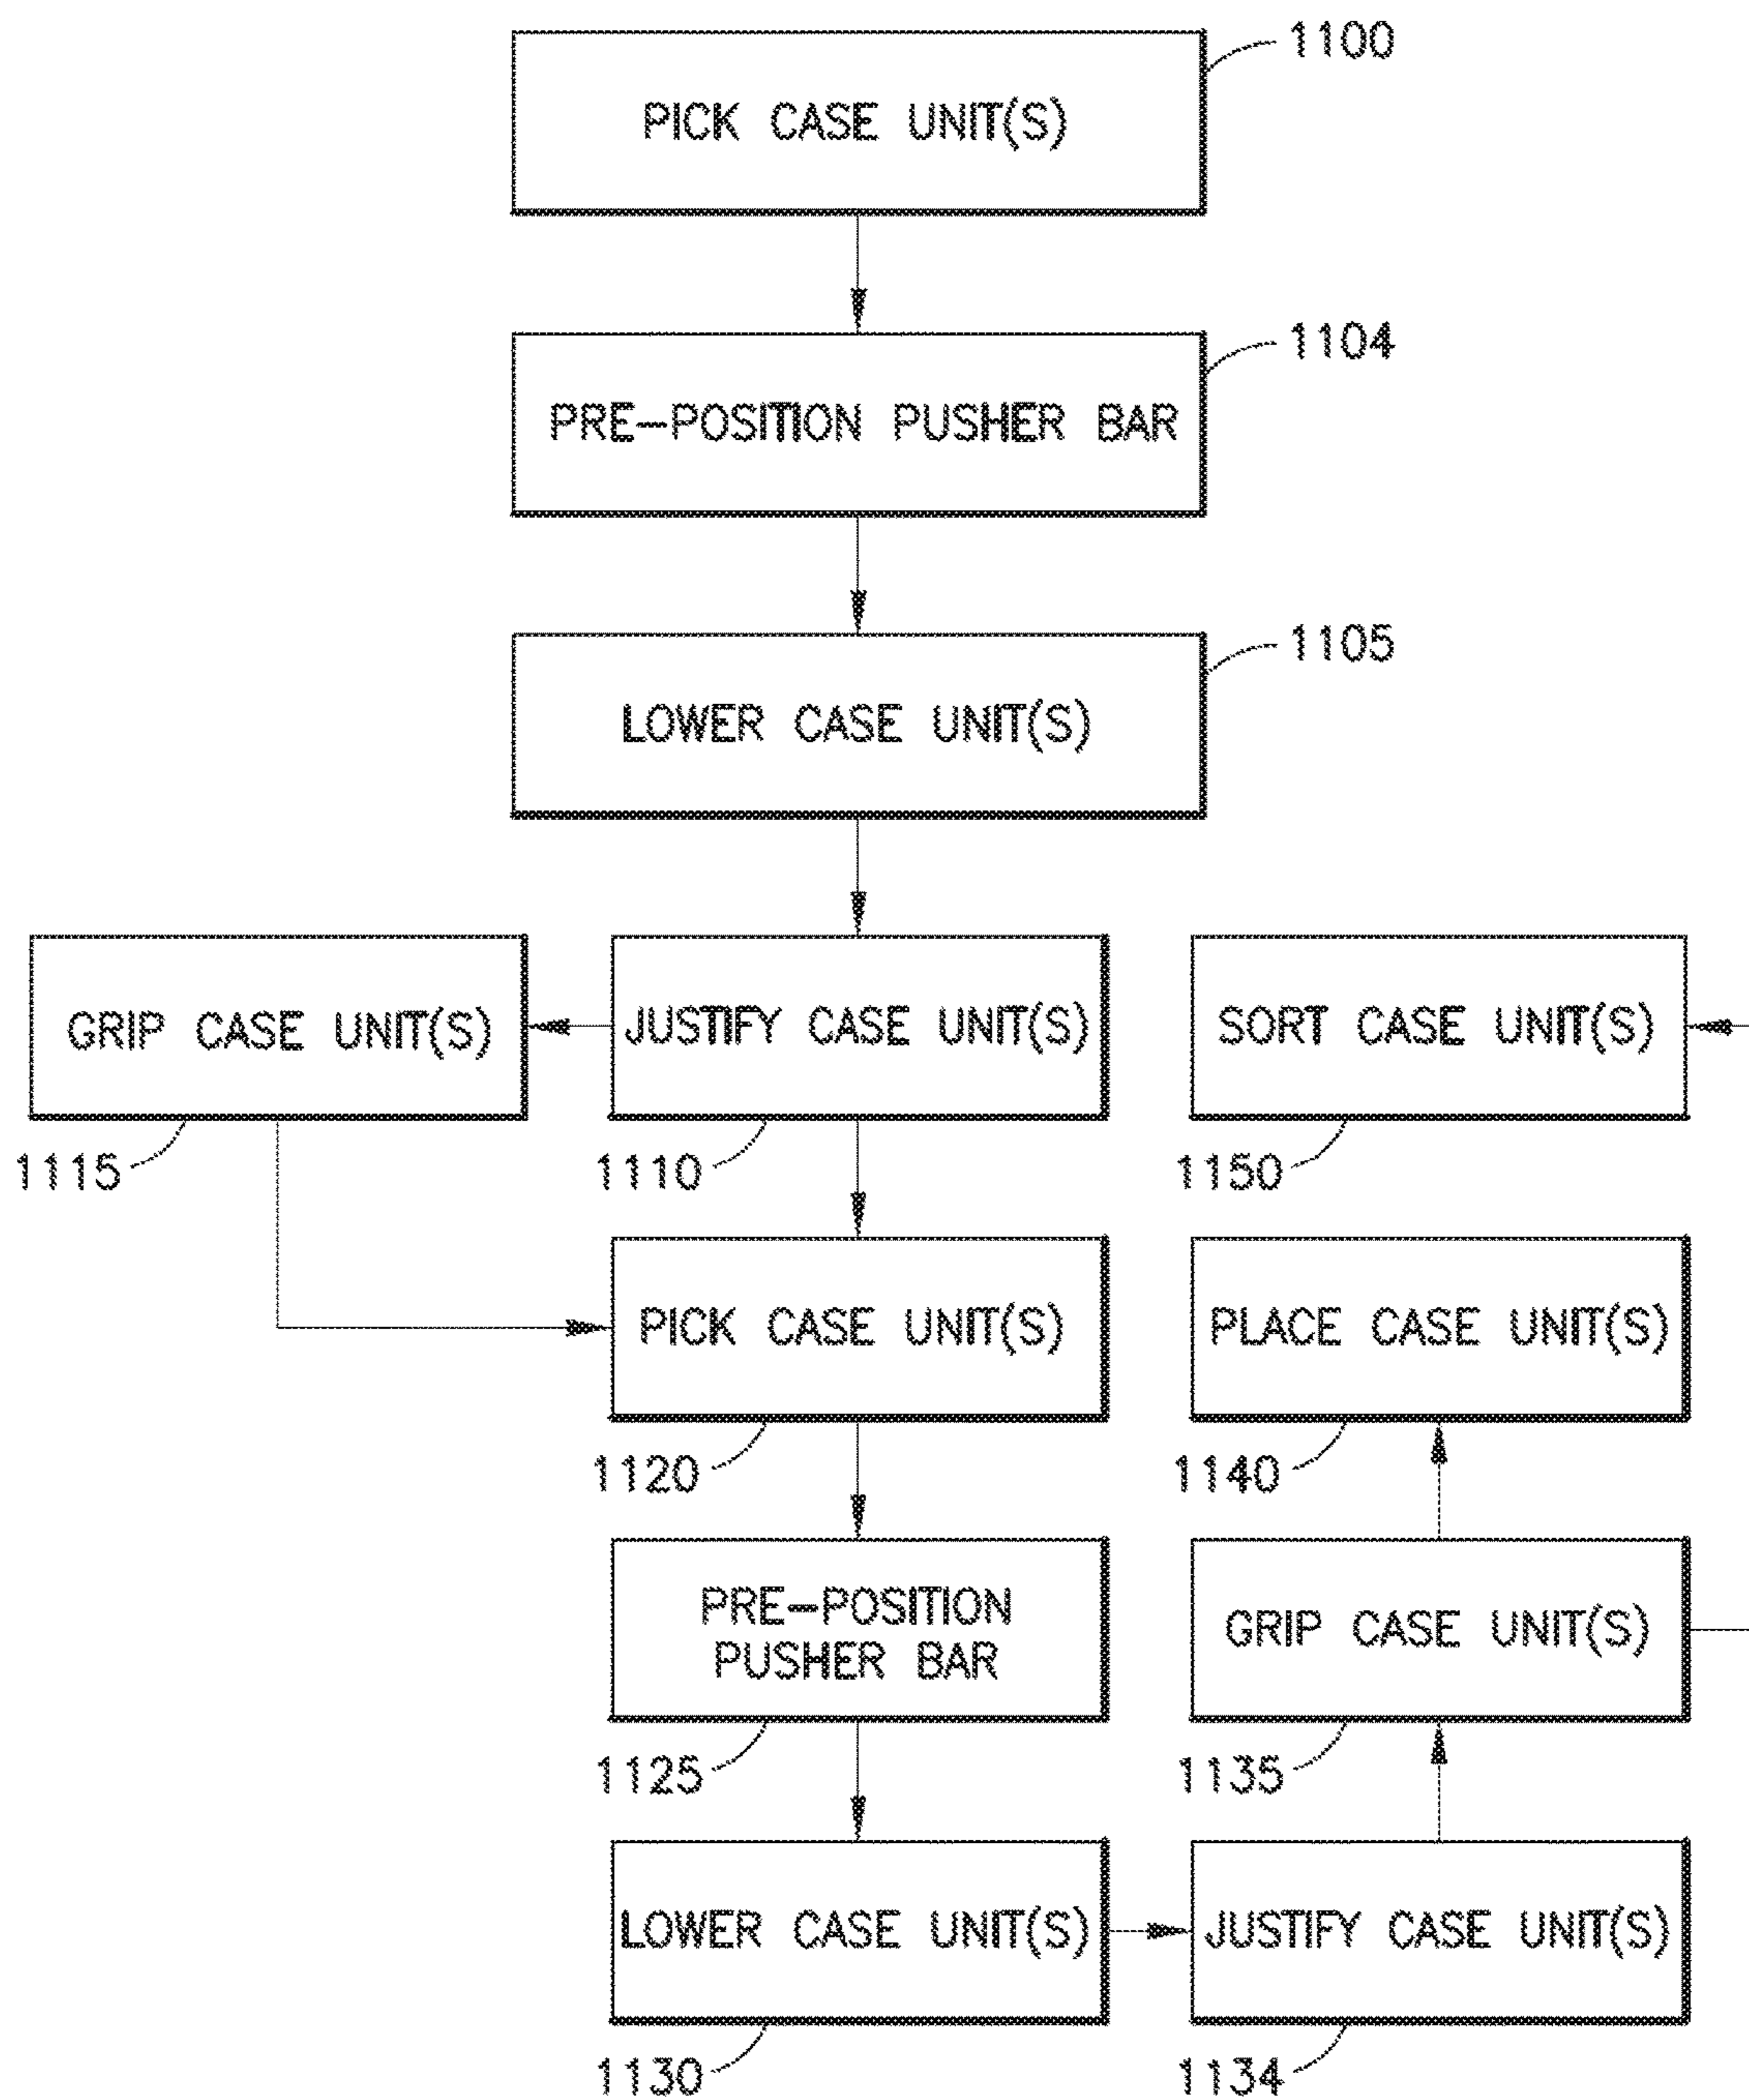 PICK CASE UNIT(S)
1100
PRE-POSITION PUSHER BAR
1104
LOWER CASE UNIT(S)
1105
GRIP CASE UNIT(S)
1115
JUSTIFY CASE UNIT(S)
1110
SORT CASE UNIT(S)
1150
PICK CASE UNIT(S)
1120
PLACE CASE UNIT(S)
1140
PRE-POSITION
PUSHER BAR
1125
GRIP CASE UNIT(S)
1135
LOWER CASE UNIT(S)
1130
JUSTIFY CASE UNIT(S)
1134